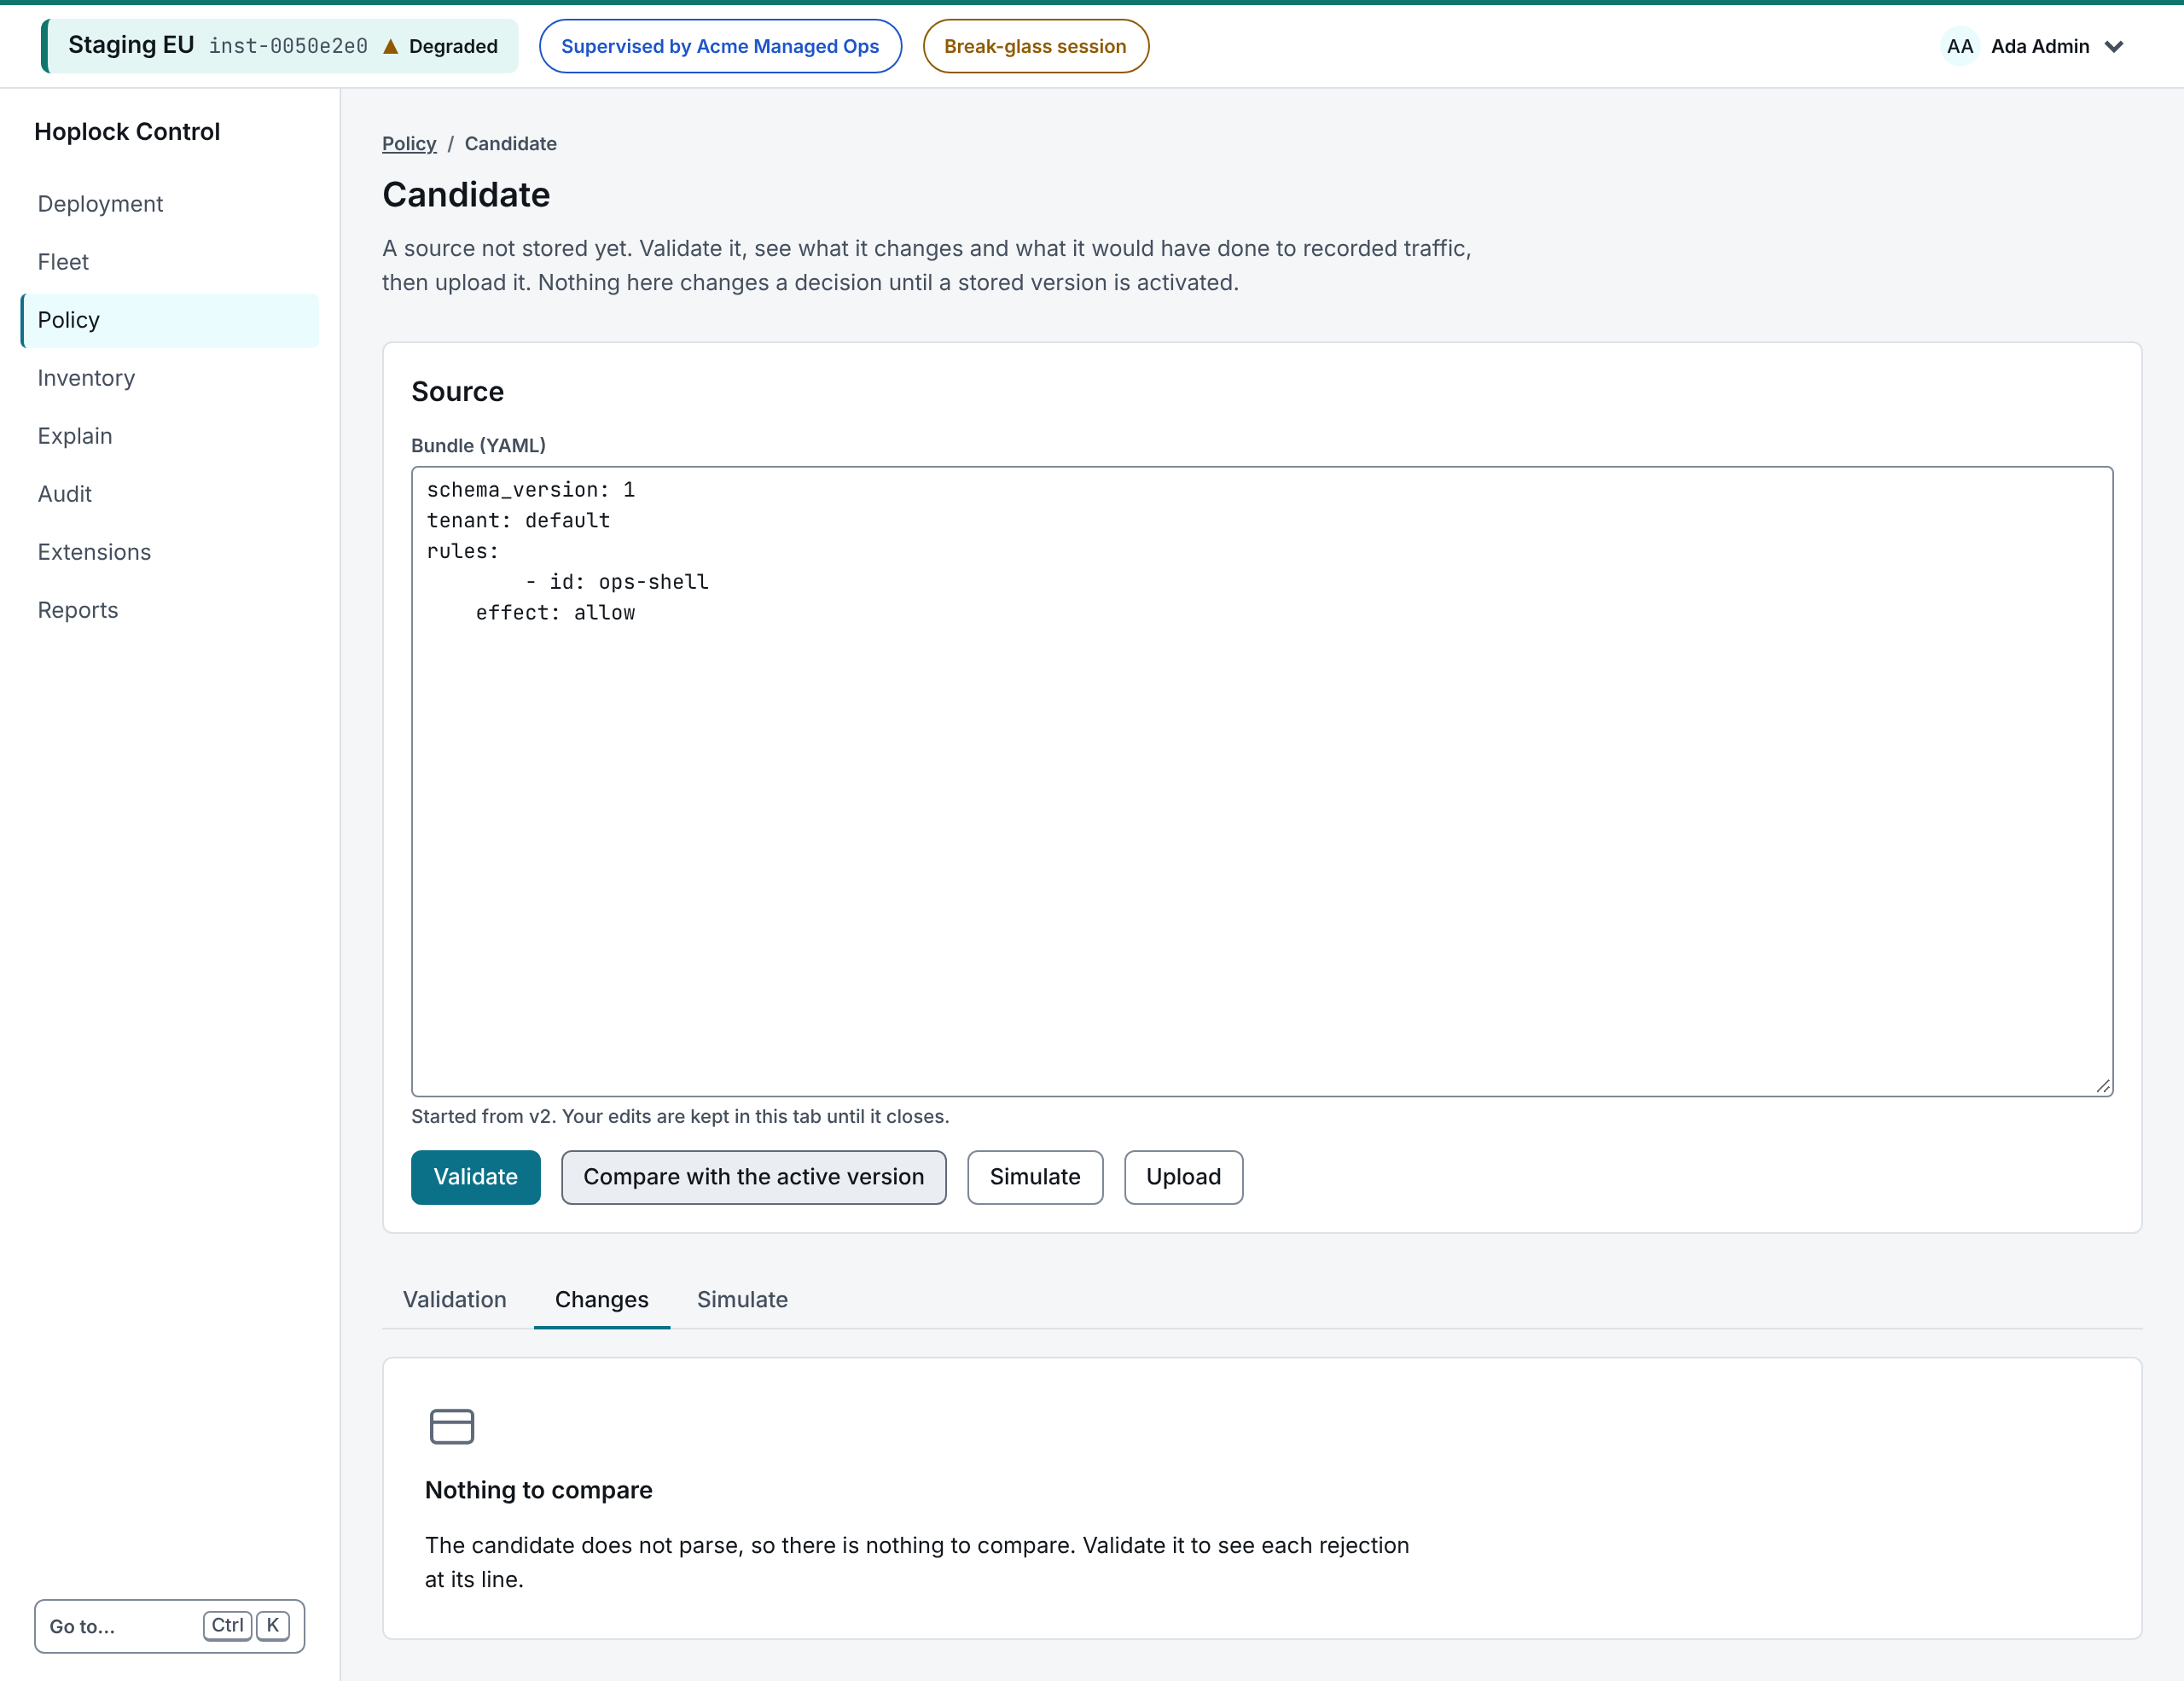 Staging EU inst-0050e2e0 Degraded
Supervised by Acme Managed Ops
Break-glass session
AA Ada Admin
Hoplock Control
Deployment
Fleet
Policy
Inventory
Explain
Audit
Extensions
Reports
Go to... Ctrl K
Policy / Candidate
Candidate
A source not stored yet. Validate it, see what it changes and what it would have done to recorded traffic,
then upload it. Nothing here changes a decision until a stored version is activated.
Source
Bundle (YAML)
schema_version: 1
tenant: default
rules:
        - id: ops-shell
    effect: allow
Started from v2. Your edits are kept in this tab until it closes.
Validate Compare with the active version Simulate Upload
Validation Changes Simulate
Nothing to compare
The candidate does not parse, so there is nothing to compare. Validate it to see each rejection
at its line.